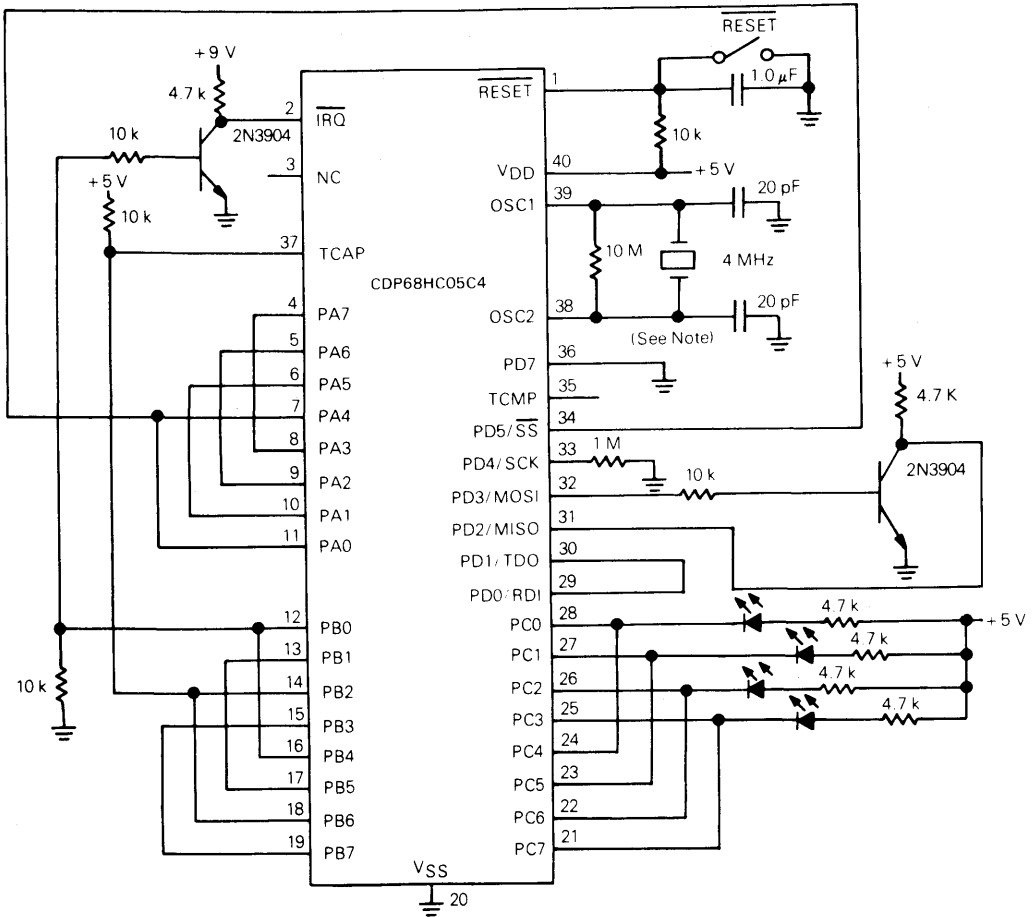 RESET
+9 V
4.7 k
2
IRQ
2N3904
10 k
3
NC
+5 V
10 k
37
TCAP
CDP68HC05C4
4
PA7
5
PA6
6
PA5
7
PA4
8
PA3
9
PA2
10
PA1
11
PA0
12
PB0
13
PB1
10 k
14
PB2
15
PB3
16
PB4
17
PB5
18
PB6
19
PB7
VSS
20
1
RESET
1.0 μF
10 k
40
VDD
+5 V
39
OSC1
20 pF
10 M
4 MHz
38
OSC2
20 pF
(See Note)
36
PD7
35
TCMP
34
PD5/SS
+5 V
4.7 K
2N3904
33
PD4/SCK
1 M
32
PD3/MOSI
10 k
31
PD2/MISO
30
PD1/TDO
29
PD0/RDI
28
PC0
4.7 k
+5 V
27
PC1
4.7 k
26
PC2
4.7 k
25
PC3
4.7 k
24
PC4
23
PC5
22
PC6
21
PC7